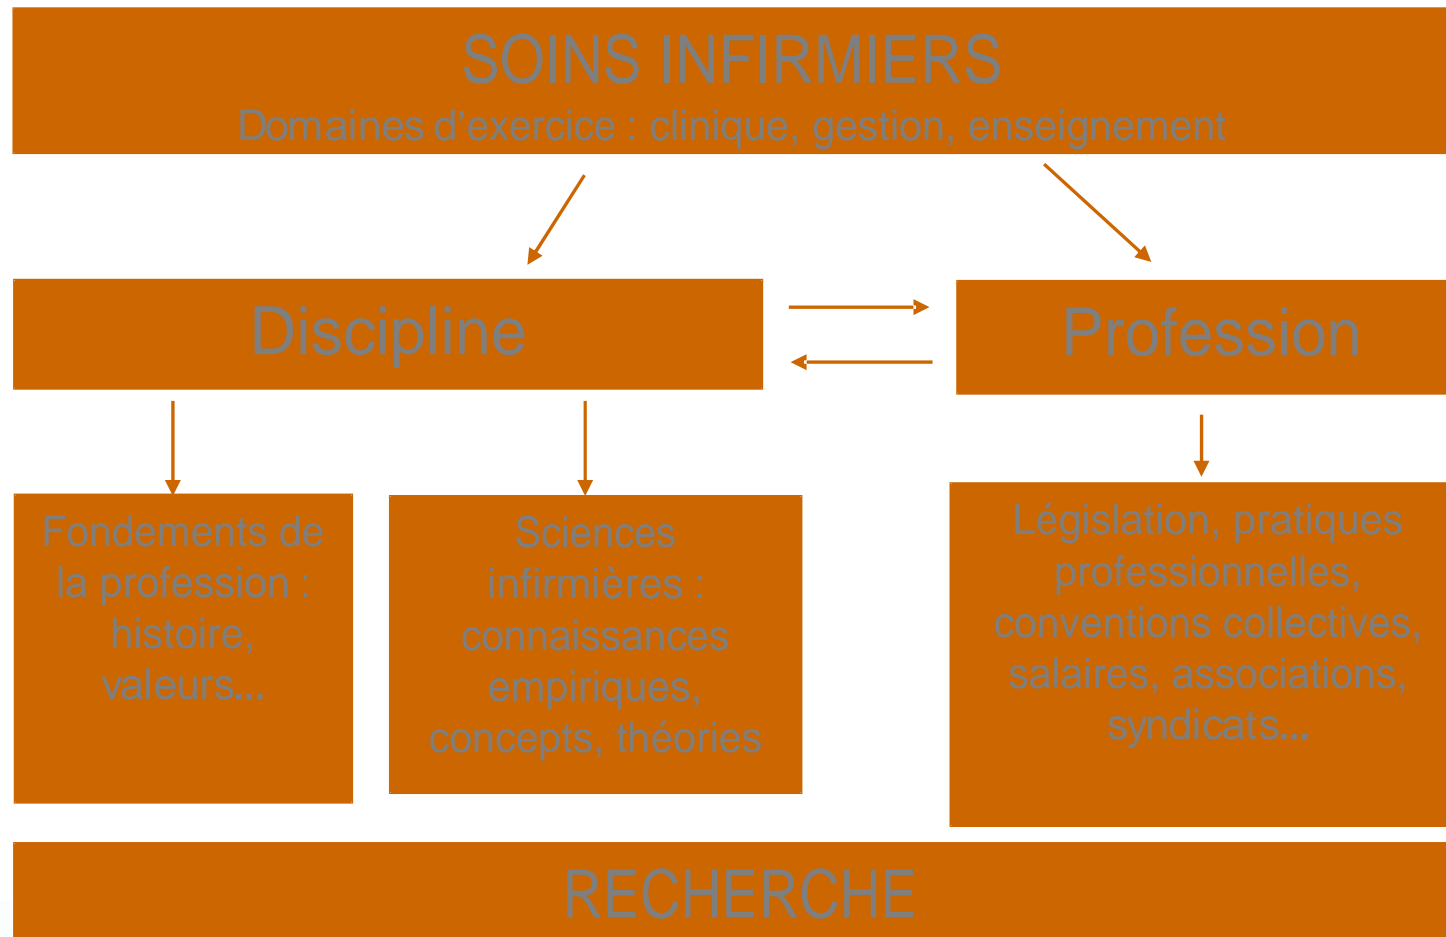 SOINS INFIRMIERS
Domaines d'exercice : clinique, gestion, enseignement
Discipline
Profession
Fondements de
la profession :
histoire,
valeurs...
Sciences
infirmières :
connaissances
empiriques,
concepts, théories
Législation, pratiques
professionnelles,
conventions collectives,
salaires, associations,
syndicats...
RECHERCHE